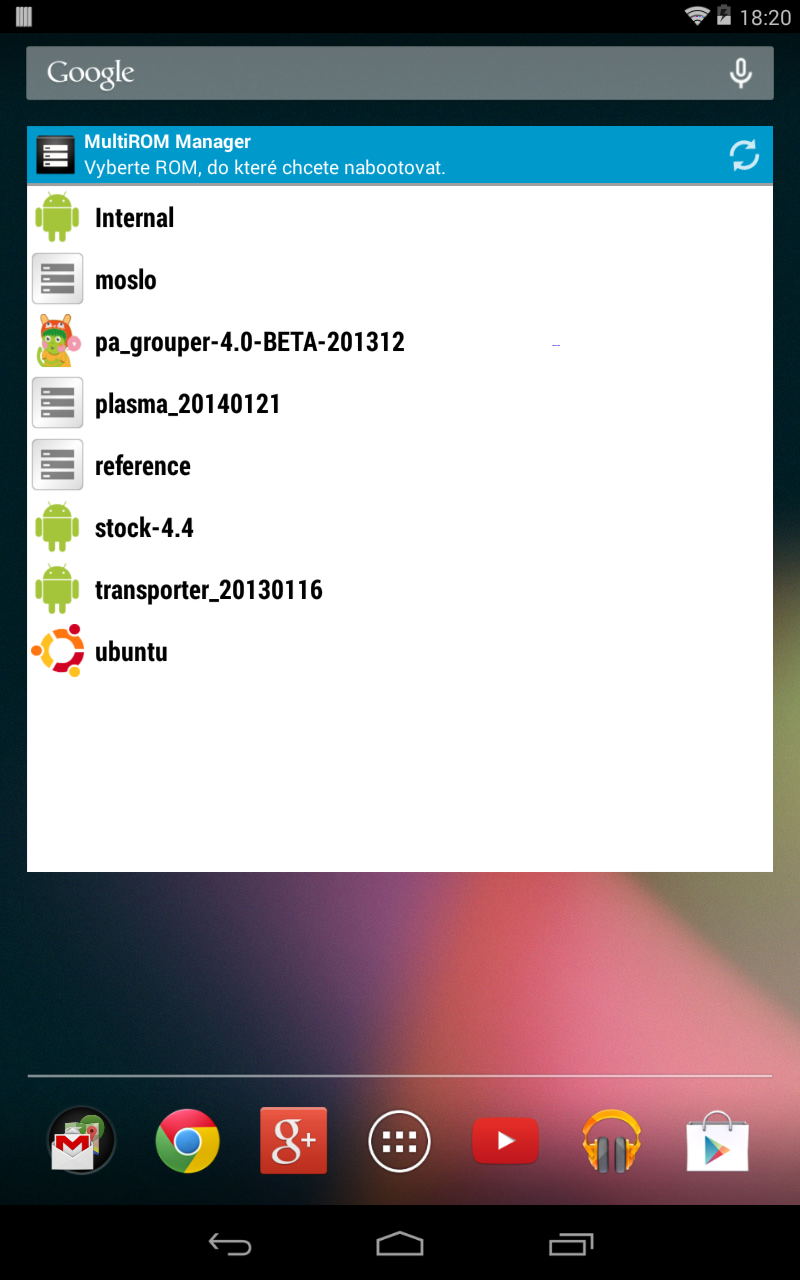 18:20
Google
MultiROM Manager
Vyberte ROM, do které chcete nabootovat.
Internal
moslo
pa_grouper-4.0-BETA-201312
plasma_20140121
reference
stock-4.4
transporter_20130116
ubuntu
g+